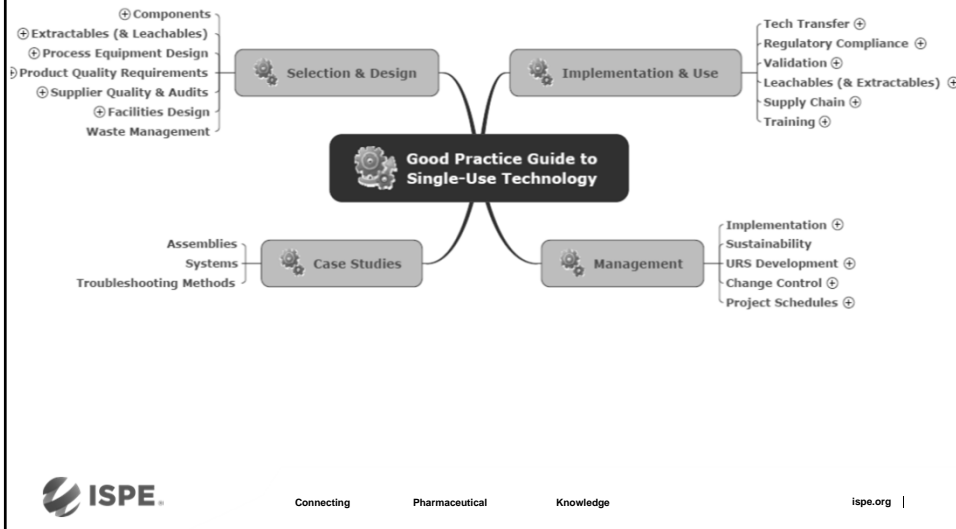 Components
Extractables (& Leachables)
Process Equipment Design
Product Quality Requirements
Supplier Quality & Audits
Facilities Design
Waste Management
Selection & Design
Implementation & Use
Tech Transfer
Regulatory Compliance
Validation
Leachables (& Extractables)
Supply Chain
Training
Good Practice Guide to
Single-Use Technology
Assemblies
Systems
Troubleshooting Methods
Case Studies
Management
Implementation
Sustainability
URS Development
Change Control
Project Schedules
ISPE
Connecting Pharmaceutical Knowledge
ispe.org |